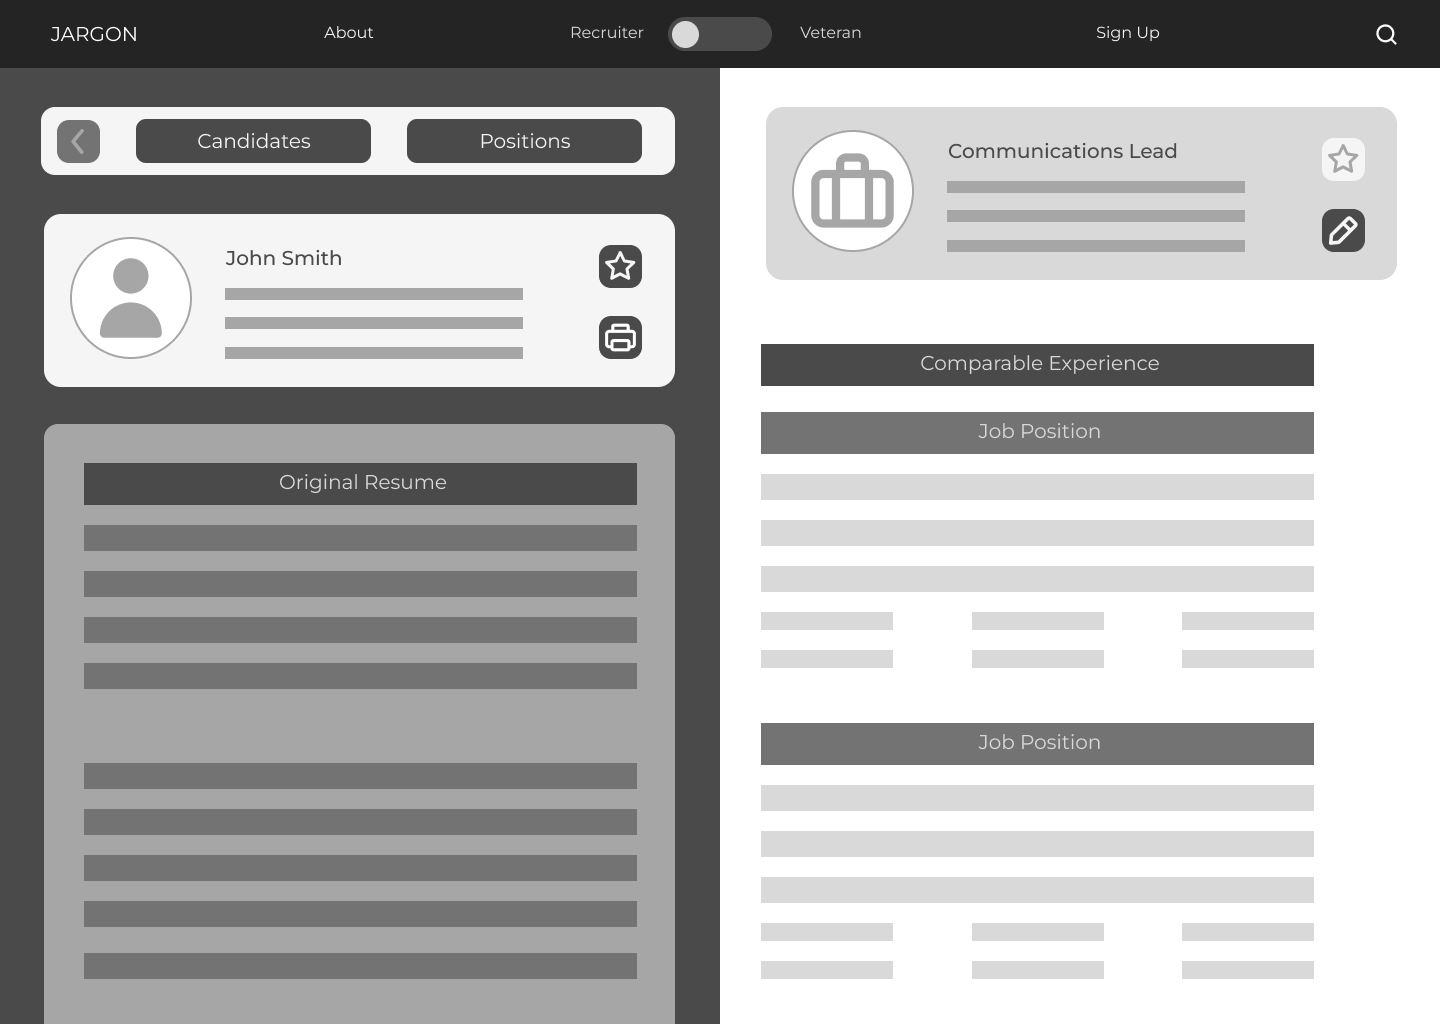 JARGON
About
Recruiter
Veteran
Sign Up
Candidates
Positions
John Smith
Original Resume
Communications Lead
Comparable Experience
Job Position
Job Position